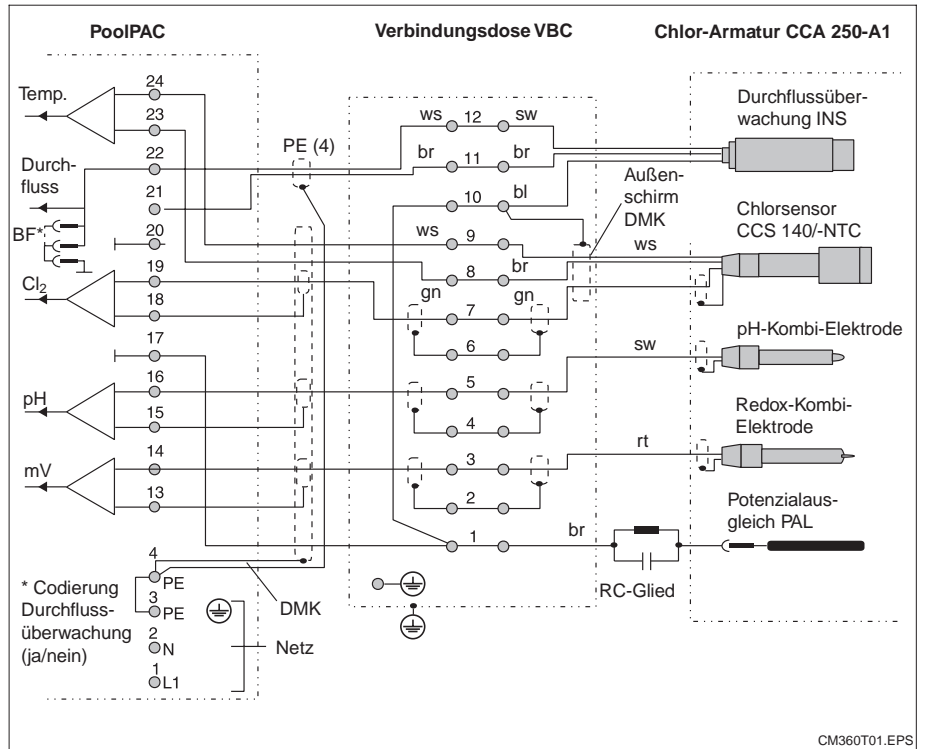 PoolPAC
Verbindungsdose VBC
Chlor-Armatur CCA 250-A1
Temp.
24
23
22
Durch-
fluss
21
BF*
20
19
Cl₂
18
17
16
pH
15
14
mV
13
4
PE
3
PE
2
N
1
L1
* Codierung
Durchfluss-
überwachung
(ja/nein)
DMK
Netz
PE (4)
ws 12 sw
br 11 br
10 bl
ws 9
8 br
gn 7 gn
6
5
4
3
2
1 br
Außen-
schirm
DMK
ws
sw
rt
RC-Glied
Durchflussüber-
wachung INS
Chlorsensor
CCS 140/-NTC
pH-Kombi-Elektrode
Redox-Kombi-
Elektrode
Potenzialaus-
gleich PAL
CM360T01.EPS